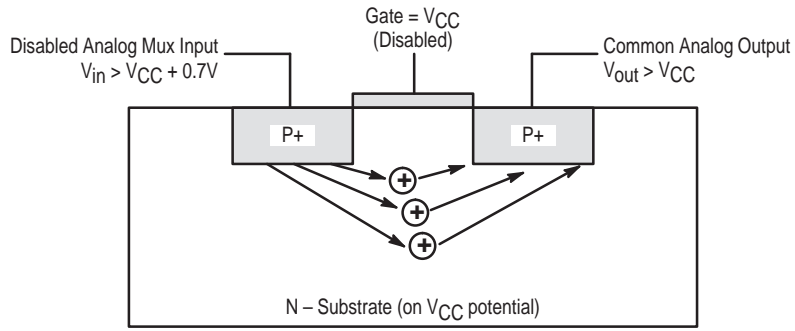 Gate = VCC
(Disabled)
Disabled Analog Mux Input
Vin > VCC + 0.7V
Common Analog Output
Vout > VCC
P+
P+
+
+
+
N – Substrate (on VCC potential)